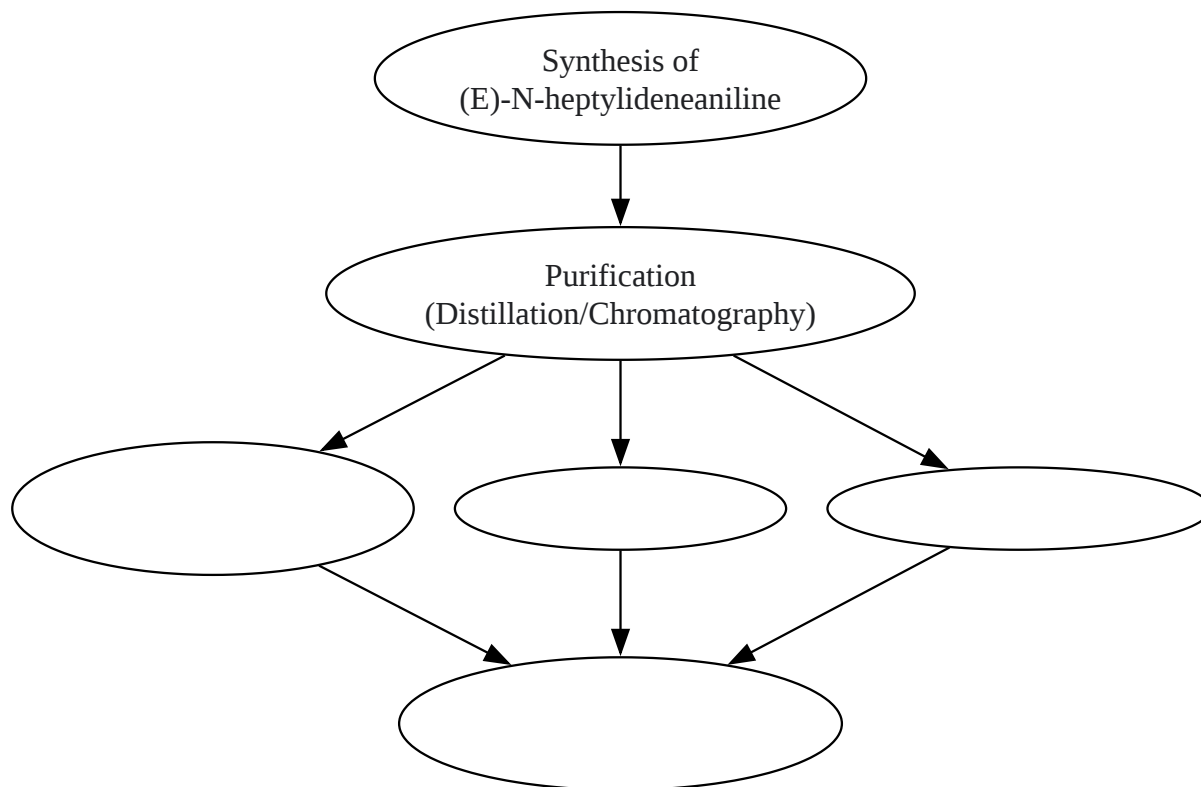 Synthesis of
(E)-N-heptylideneaniline
Purification
(Distillation/Chromatography)